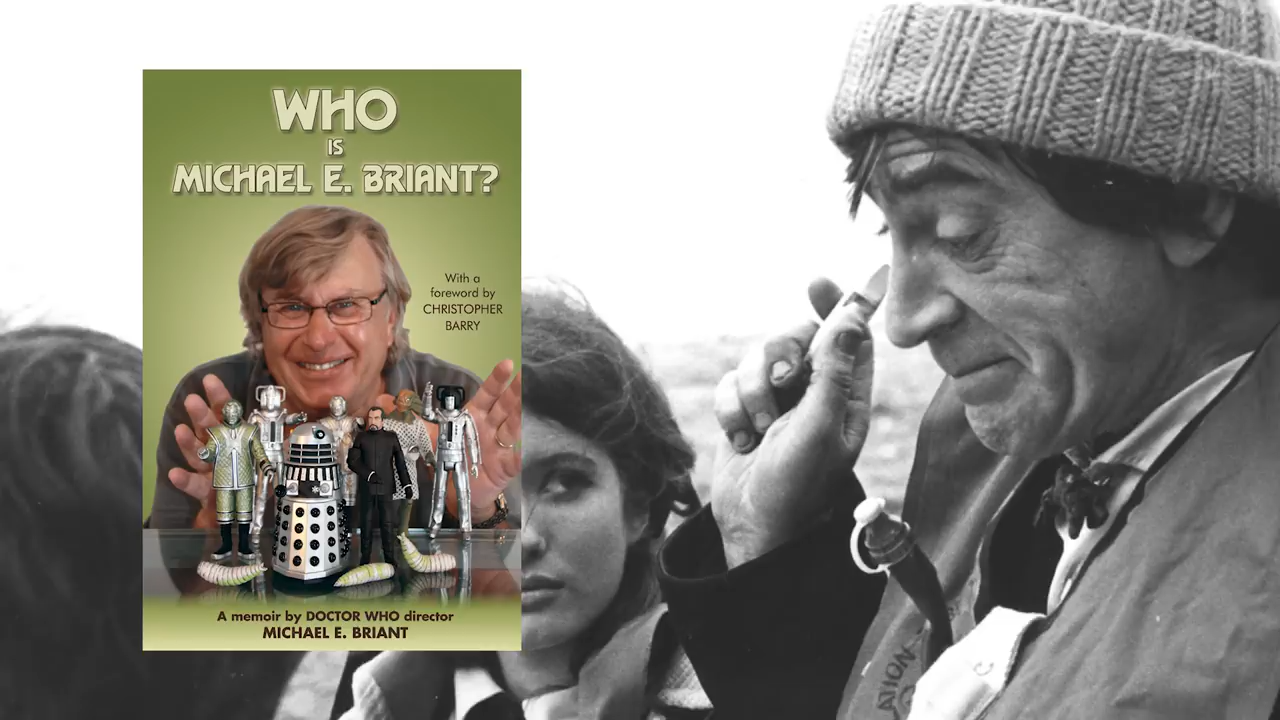 WHO
IS
MICHAEL E. BRIANT?
With a
foreword by
CHRISTOPHER
BARRY
A memoir by DOCTOR WHO director
MICHAEL E. BRIANT